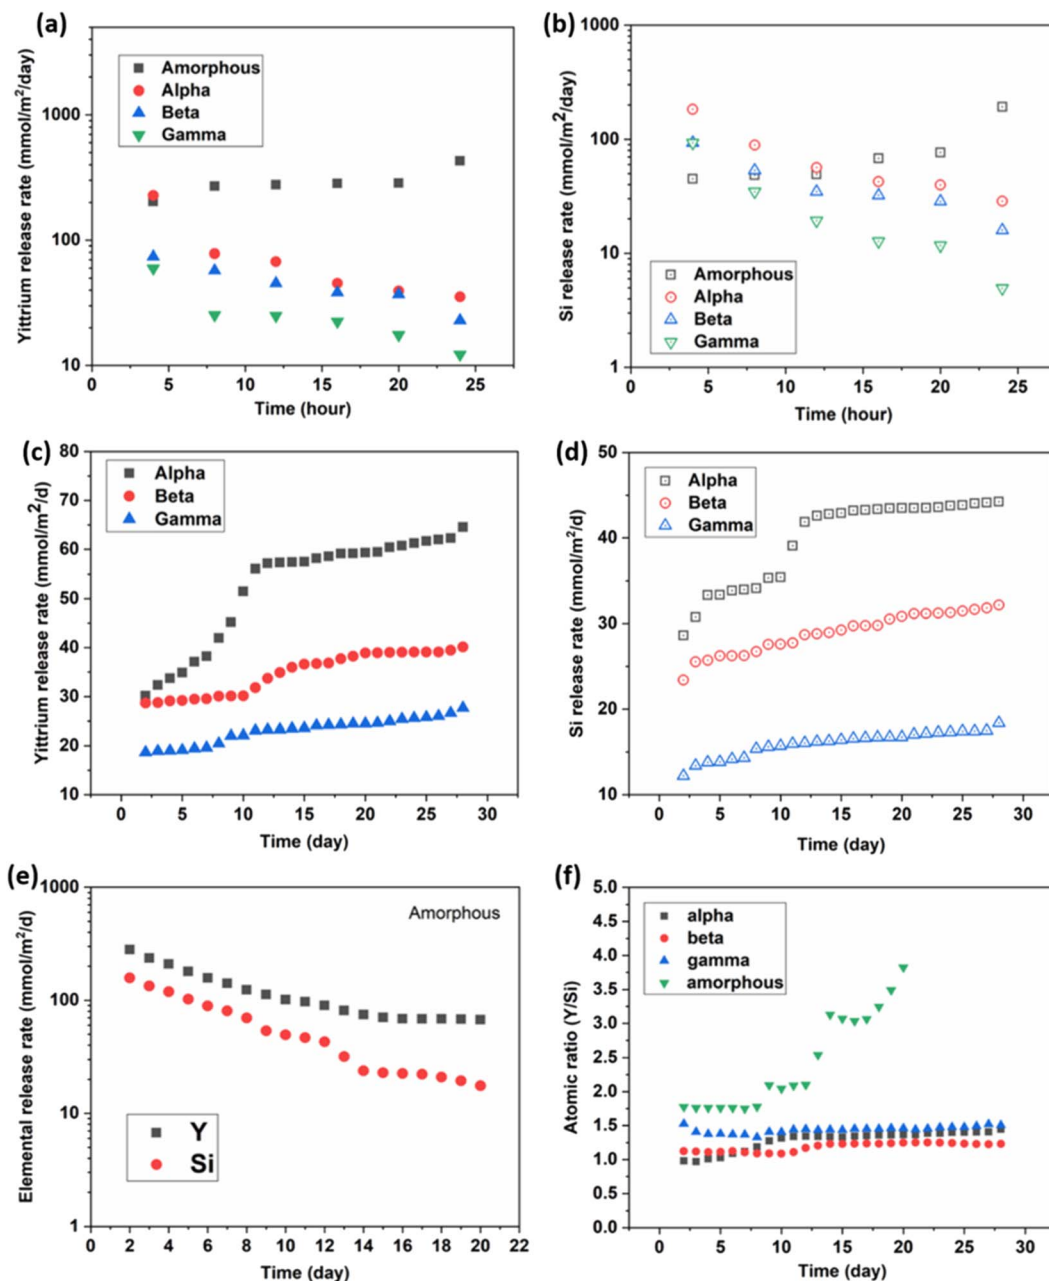 (a)
Yittrium release rate (mmol/m²/day)
1000
100
10
Amorphous
Alpha
Beta
Gamma
0 5 10 15 20 25
Time (hour)
(b)
Si release rate (mmol/m²/day)
1000
100
10
1
Amorphous
Alpha
Beta
Gamma
0 5 10 15 20 25
Time (hour)
(c)
Yittrium release rate (mmol/m²/d)
80
70
60
50
40
30
20
10
Alpha
Beta
Gamma
0 5 10 15 20 25 30
Time (day)
(d)
Si release rate (mmol/m²/d)
50
40
30
20
10
Alpha
Beta
Gamma
0 5 10 15 20 25 30
Time (day)
(e)
Elemental release rate (mmol/m²/d)
1000
100
10
1
Amorphous
Y
Si
0 2 4 6 8 10 12 14 16 18 20 22
Time (day)
(f)
Atomic ratio (Y/Si)
5.0
4.5
4.0
3.5
3.0
2.5
2.0
1.5
1.0
0.5
0.0
alpha
beta
gamma
amorphous
0 5 10 15 20 25 30
Time (day)